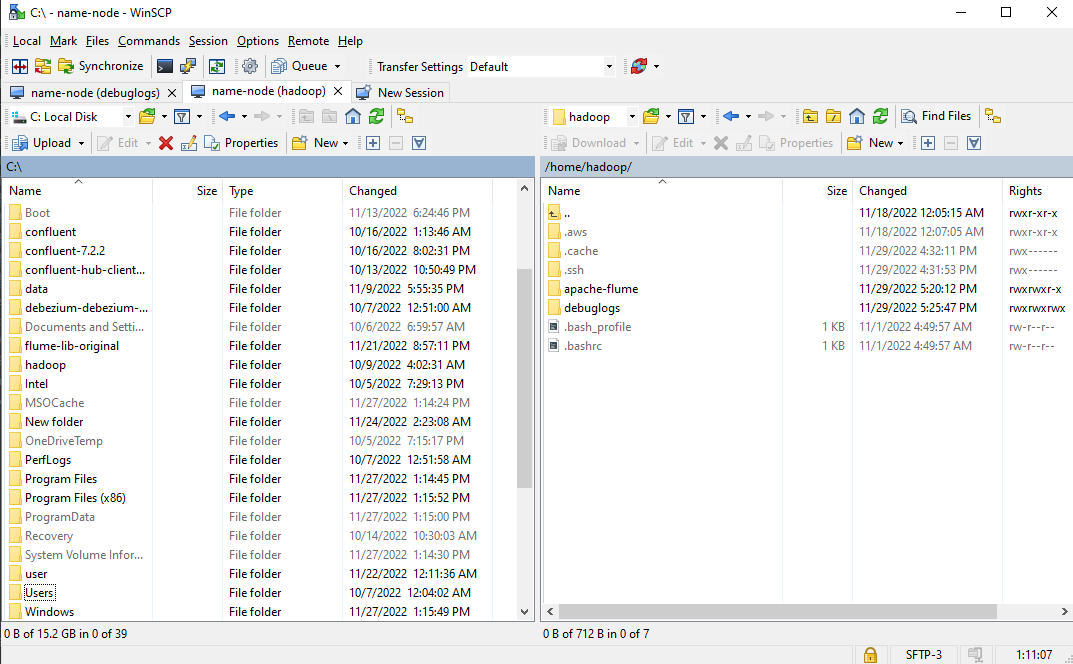 C:\ - name-node - WinSCP
Local Mark Files Commands Session Options Remote Help
Synchronize Queue Transfer Settings Default
name-node (debuglogs) name-node (hadoop) New Session
C: Local Disk
Upload Edit Properties New
C:\
Name Size Type Changed
Boot File folder 11/13/2022 6:24:46 PM
confluent File folder 10/16/2022 1:13:46 AM
confluent-7.2.2 File folder 10/16/2022 8:02:31 PM
confluent-hub-client... File folder 10/13/2022 10:50:49 PM
data File folder 11/9/2022 5:55:35 PM
debezium-debezium-... File folder 10/7/2022 12:51:00 AM
Documents and Setti... File folder 10/6/2022 6:59:57 AM
flume-lib-original File folder 11/21/2022 8:57:11 PM
hadoop File folder 10/9/2022 4:02:31 AM
Intel File folder 10/5/2022 7:29:13 PM
MSOCache File folder 11/27/2022 1:14:24 PM
New folder File folder 11/24/2022 2:23:08 AM
OneDriveTemp File folder 10/5/2022 7:15:17 PM
PerfLogs File folder 10/7/2022 12:51:58 AM
Program Files File folder 11/27/2022 1:14:45 PM
Program Files (x86) File folder 11/27/2022 1:15:52 PM
ProgramData File folder 11/27/2022 1:15:00 PM
Recovery File folder 10/14/2022 10:30:03 AM
System Volume Infor... File folder 11/27/2022 1:14:30 PM
user File folder 11/22/2022 12:11:36 AM
Users File folder 10/7/2022 12:04:02 AM
Windows File folder 11/27/2022 1:15:49 PM
0 B of 15.2 GB in 0 of 39
hadoop Find Files
Download Edit Properties New
/home/hadoop/
Name Size Changed Rights
.. 11/18/2022 12:05:15 AM rwxr-xr-x
.aws 11/18/2022 12:07:05 AM rwxr-xr-x
.cache 11/29/2022 4:32:11 PM rwx------
.ssh 11/29/2022 4:31:53 PM rwx------
apache-flume 11/29/2022 5:20:12 PM rwxrwxr-x
debuglogs 11/29/2022 5:25:47 PM rwxrwxrwx
.bash_profile 1 KB 11/1/2022 4:49:57 AM rw-r--r--
.bashrc 1 KB 11/1/2022 4:49:57 AM rw-r--r--
0 B of 712 B in 0 of 7
SFTP-3 1:11:07